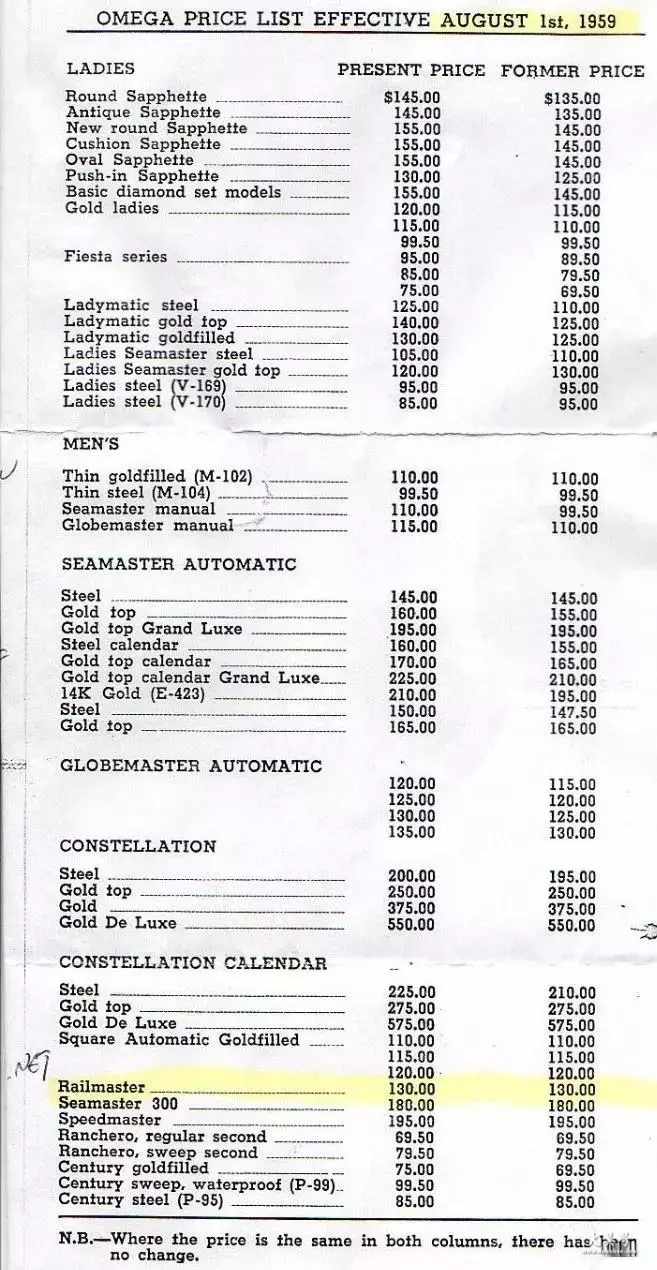 OMEGA PRICE LIST EFFECTIVE AUGUST 1st, 1959
LADIES PRESENT PRICE FORMER PRICE
Round Sapphette $145.00 $135.00
Antique Sapphette 145.00 135.00
New round Sapphette 155.00 145.00
Cushion Sapphette 155.00 145.00
Oval Sapphette 155.00 145.00
Push-in Sapphette 130.00 125.00
Basic diamond set models 155.00 145.00
Gold ladies 120.00 115.00
115.00 110.00
99.50 99.50
Fiesta series 95.00 89.50
85.00 79.50
75.00 69.50
Ladymatic steel 125.00 110.00
Ladymatic gold top 140.00 125.00
Ladymatic goldfilled 130.00 125.00
Ladies Seamaster steel 105.00 110.00
Ladies Seamaster gold top 120.00 130.00
Ladies steel (V-169) 95.00 95.00
Ladies steel (V-170) 85.00 95.00
MEN'S
Thin goldfilled (M-102) 110.00 110.00
Thin steel (M-104) 99.50 99.50
Seamaster manual 110.00 99.50
Globemaster manual 115.00 110.00
SEAMASTER AUTOMATIC
Steel 145.00 145.00
Gold top 160.00 155.00
Gold top Grand Luxe 195.00 195.00
Steel calendar 160.00 155.00
Gold top calendar 170.00 165.00
Gold top calendar Grand Luxe 225.00 210.00
14K Gold (E-423) 210.00 195.00
Steel 150.00 147.50
Gold top 165.00 165.00
GLOBEMASTER AUTOMATIC
120.00 115.00
125.00 120.00
130.00 125.00
135.00 130.00
CONSTELLATION
Steel 200.00 195.00
Gold top 250.00 250.00
Gold 375.00 375.00
Gold De Luxe 550.00 550.00
CONSTELLATION CALENDAR
Steel 225.00 210.00
Gold top 275.00 275.00
Gold De Luxe 575.00 575.00
Square Automatic Goldfilled 110.00 110.00
115.00 115.00
120.00 120.00
.NET
Railmaster 130.00 130.00
Seamaster 300 180.00 180.00
Speedmaster 195.00 195.00
Ranchero, regular second 69.50 69.50
Ranchero, sweep second 79.50 79.50
Century goldfilled 75.00 69.50
Century sweep, waterproof (P-99) 99.50 99.50
Century steel (P-95) 85.00 85.00
N.B.—Where the price is the same in both columns, there has been
no change.